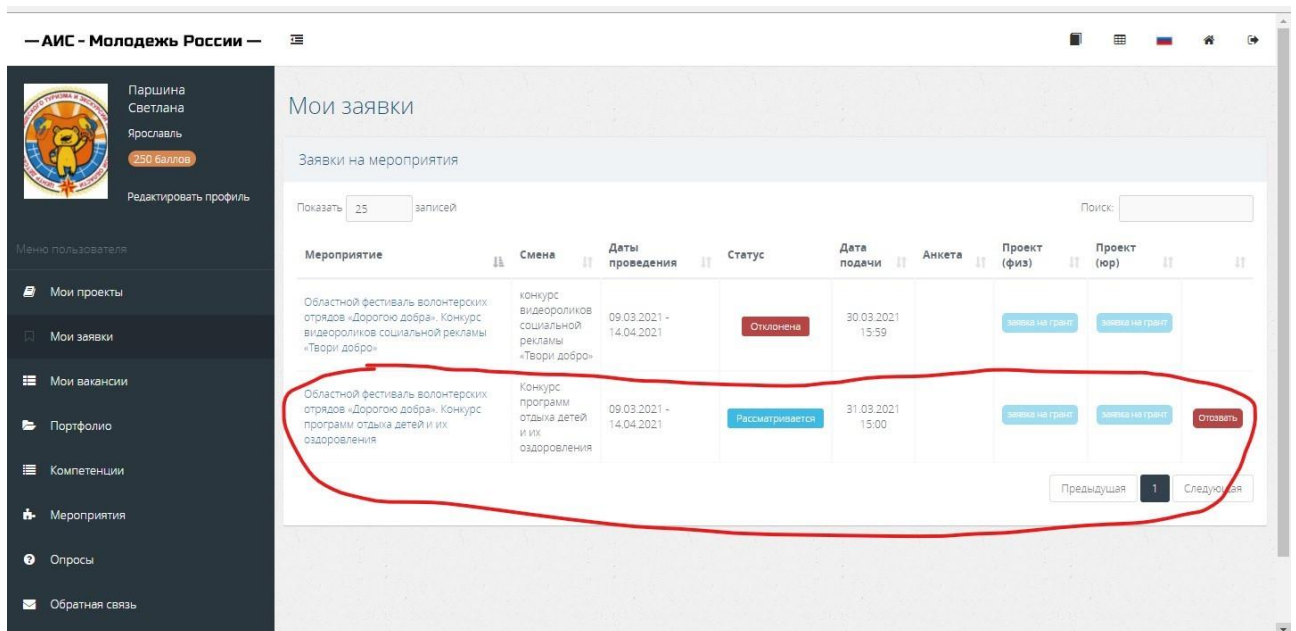 — АИС - Молодежь России —
Паршина
Светлана
Ярославль
250 баллов
Редактировать профиль
Меню пользователя
Мои проекты
Мои заявки
Мои вакансии
Портфолио
Компетенции
Мероприятия
Опросы
Обратная связь
Мои заявки
Заявки на мероприятия
Показать 25 записей
Поиск:
Мероприятие
Смена
Даты
проведения
Статус
Дата
подачи
Анкета
Проект
(физ)
Проект
(юр)
Областной фестиваль волонтерских
отрядов «Дорогою добра». Конкурс
видеороликов социальной рекламы
«Твори добро»
конкурс
видеороликов
социальной
рекламы
«Твори добро»
09.03.2021 -
14.04.2021
Отклонена
30.03.2021
15:59
заявка на грант
заявка на грант
Областной фестиваль волонтерских
отрядов «Дорогою добра». Конкурс
программ отдыха детей и их
оздоровления
Конкурс
программ
отдыха детей
и их
оздоровления
09.03.2021 -
14.04.2021
Рассматривается
31.03.2021
15:00
заявка на грант
заявка на грант
Отозвать
Предыдущая
1
Следующая